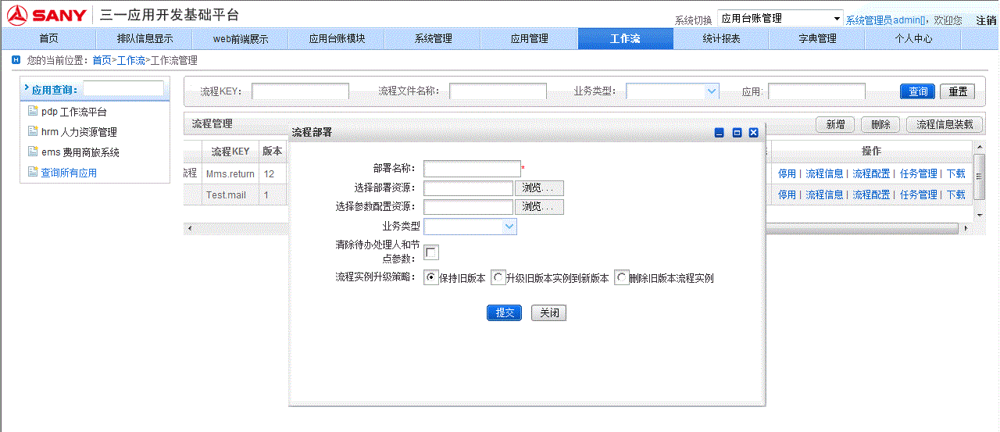 SANY 三一应用开发基础平台
系统切换 应用台账管理 系统管理员admin[]，欢迎您 注销
首页 排队信息显示 web前端展示 应用台账模块 系统管理 应用管理 工作流 统计报表 字典管理 个人中心
H 您的当前位置：首页>工作流>工作流管理
应用查询：
pdp 工作流平台
hrm 人力资源管理
ems 费用商旅系统
查询所有应用
流程KEY： 流程文件名称： 业务类型： 应用: 查询 重置
流程管理 新增 删除 流程信息装载
流程KEY 版本 操作
流程 Mms.return 12 停用 | 流程信息 | 流程配置 | 任务管理 | 下载
Test.mail 1 停用 | 流程信息 | 流程配置 | 任务管理 | 下载
流程部署
部署名称： *
选择部署资源： 浏览...
选择参数配置资源： 浏览...
业务类型
清除待办处理人和节
点参数：
流程实例升级策略： 保持旧版本 升级旧版本实例到新版本 删除旧版本流程实例
提交 关闭